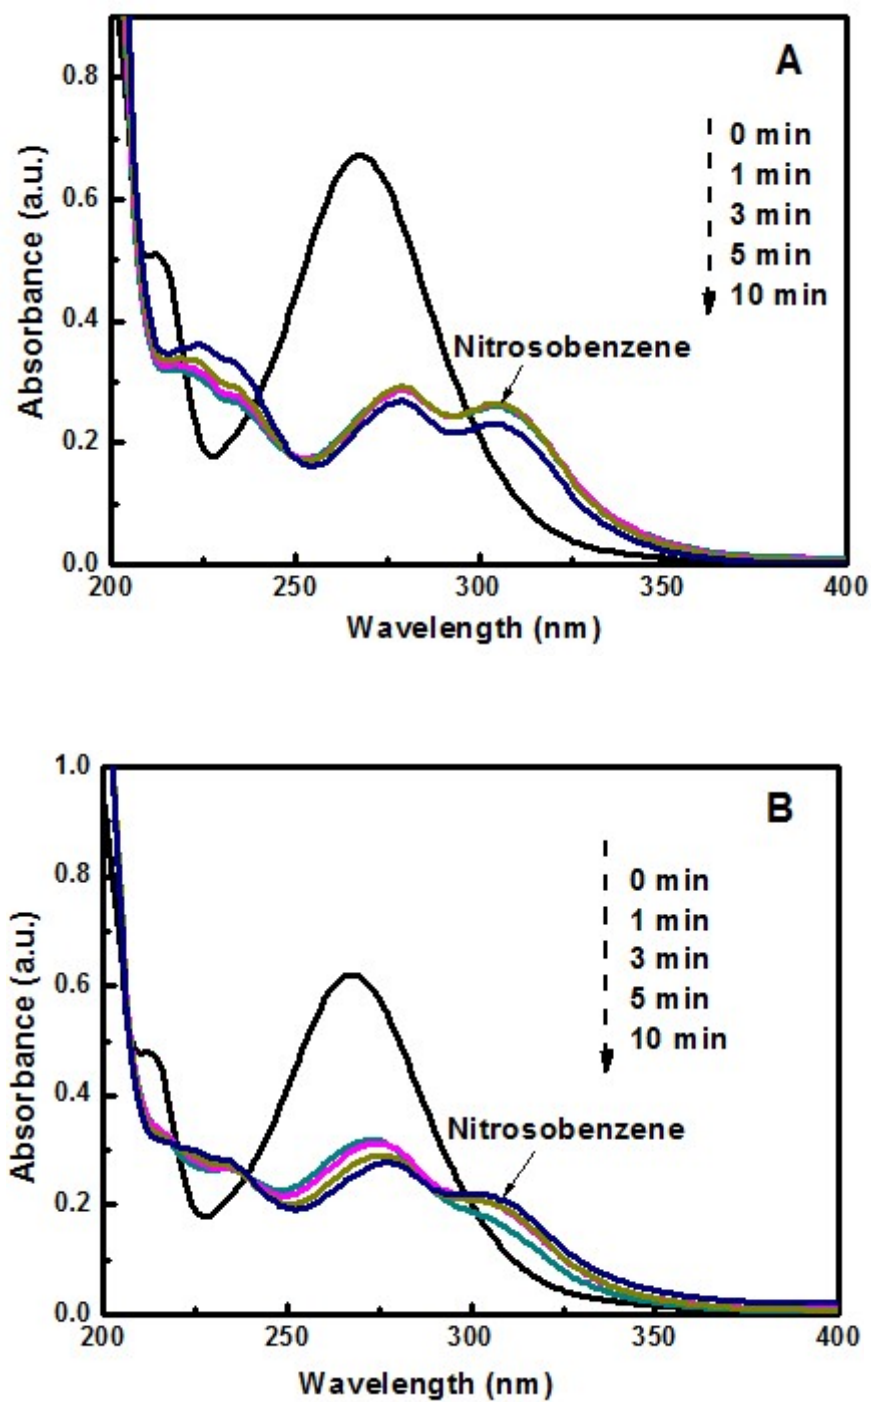 A
0.8
0 min
1 min
0.6
3 min
5 min
10 min
0.4
Nitrosobenzene
0.2
0.0
200 250 300 350 400
Absorbance (a.u.)
Wavelength (nm)
1.0
B
0.8
0 min
1 min
3 min
0.6
5 min
10 min
0.4
Nitrosobenzene
0.2
0.0
200 250 300 350 400
Absorbance (a.u.)
Wavelength (nm)